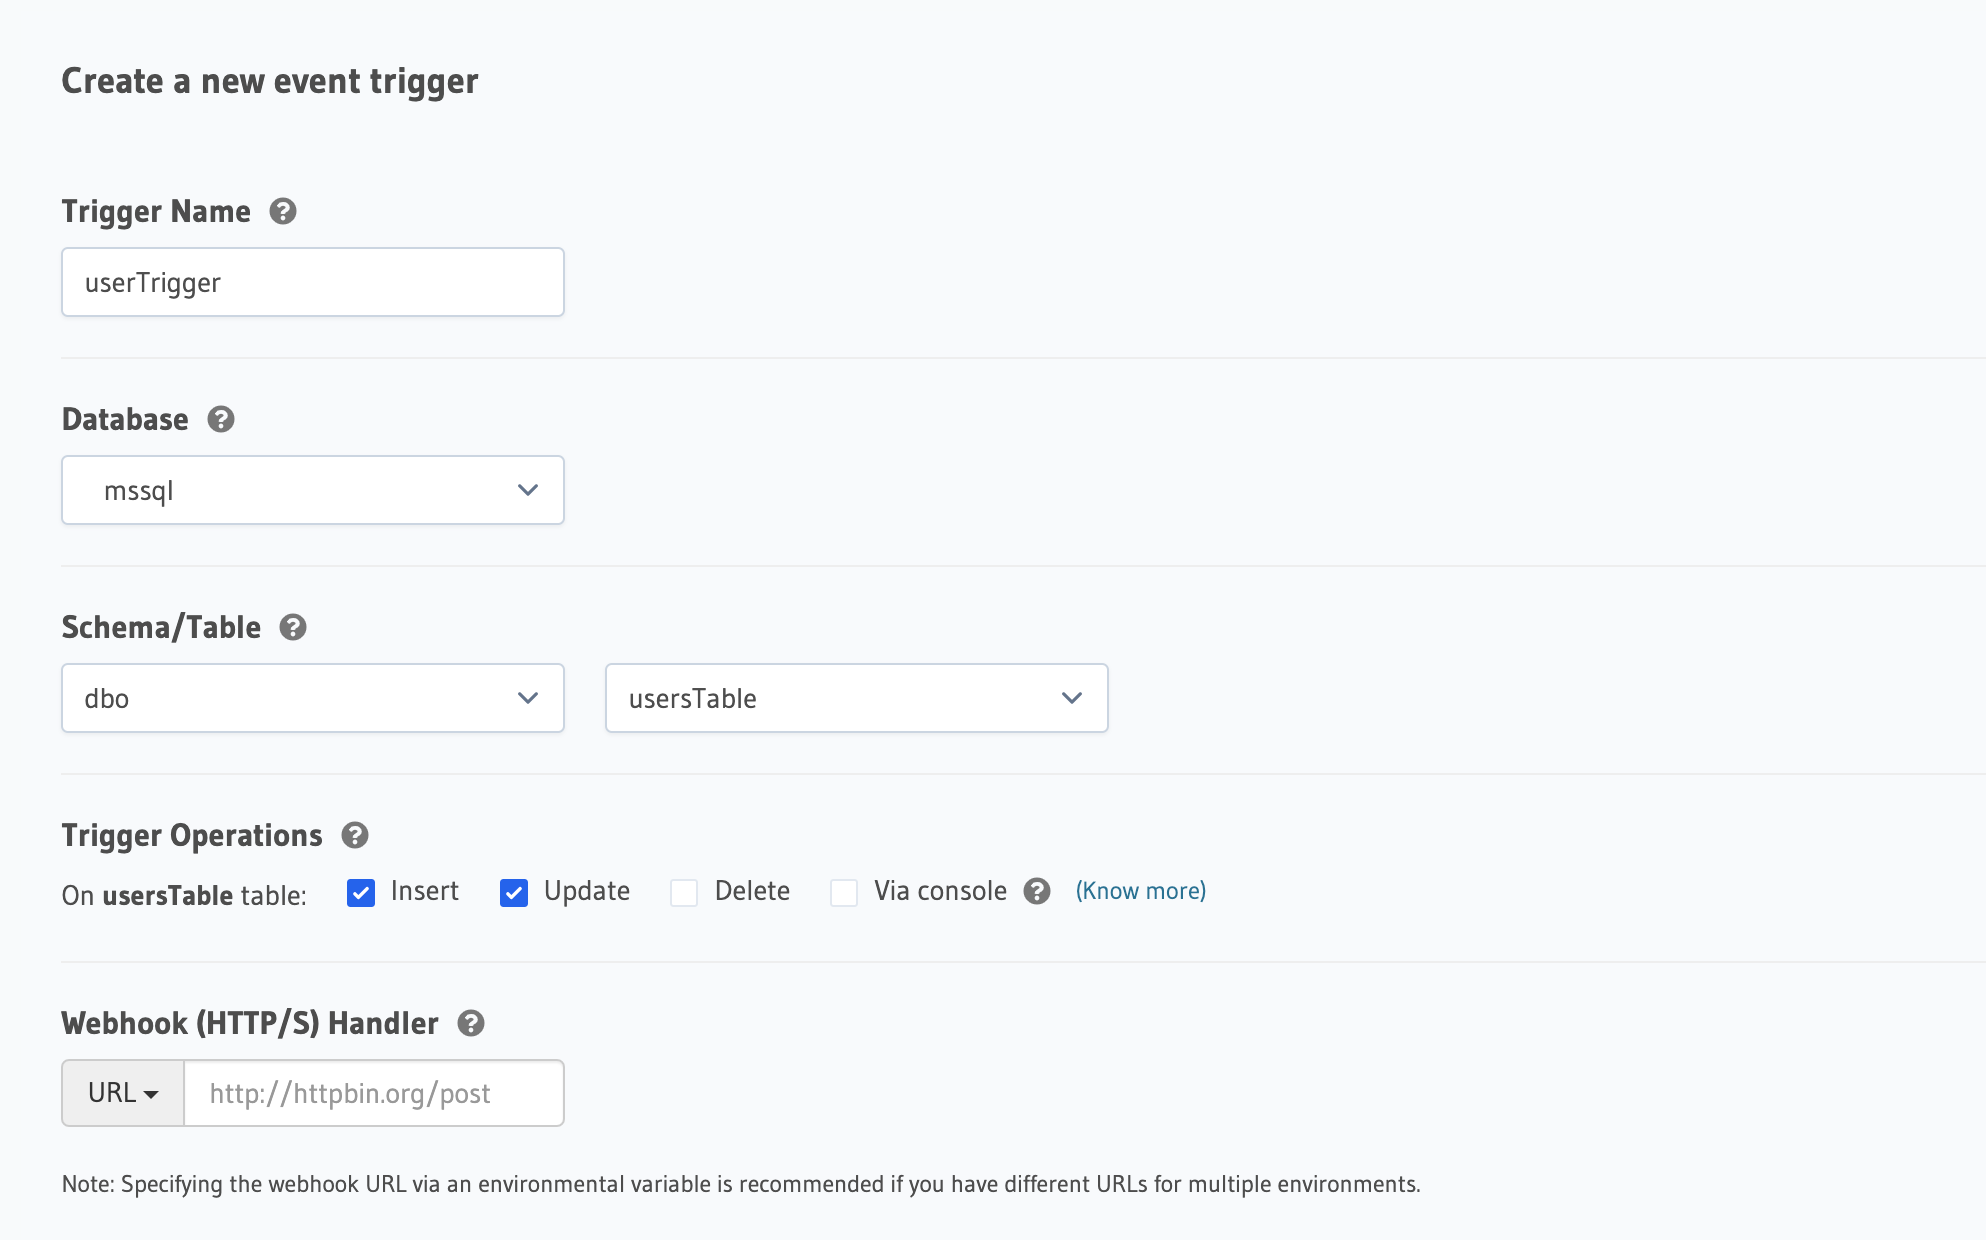 Create a new event trigger
Trigger Name ?
userTrigger
Database ?
mssql
Schema/Table ?
dbo usersTable
Trigger Operations ?
On usersTable table: Insert Update Delete Via console ? (Know more)
Webhook (HTTP/S) Handler ?
URL http://httpbin.org/post
Note: Specifying the webhook URL via an environmental variable is recommended if you have different URLs for multiple environments.